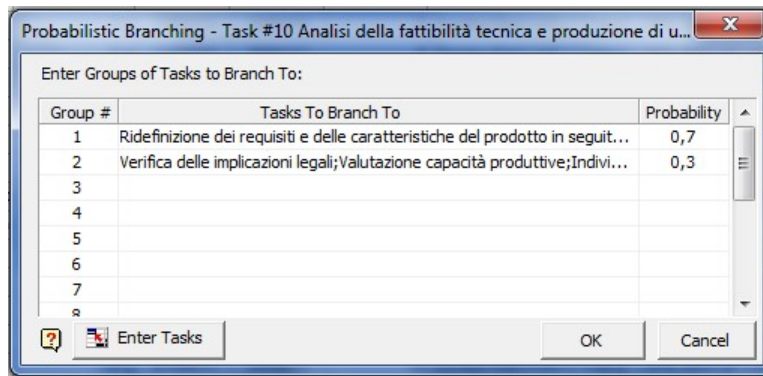 Probabilistic Branching - Task #10 Analisi della fattibilità tecnica e produzione di u...
Enter Groups of Tasks to Branch To:
Group # Tasks To Branch To Probability
1 Ridefinizione dei requisiti e delle caratteristiche del prodotto in seguit... 0,7
2 Verifica delle implicazioni legali;Valutazione capacità produttive;Indivi... 0,3
3
4
5
6
7
8
Enter Tasks OK Cancel